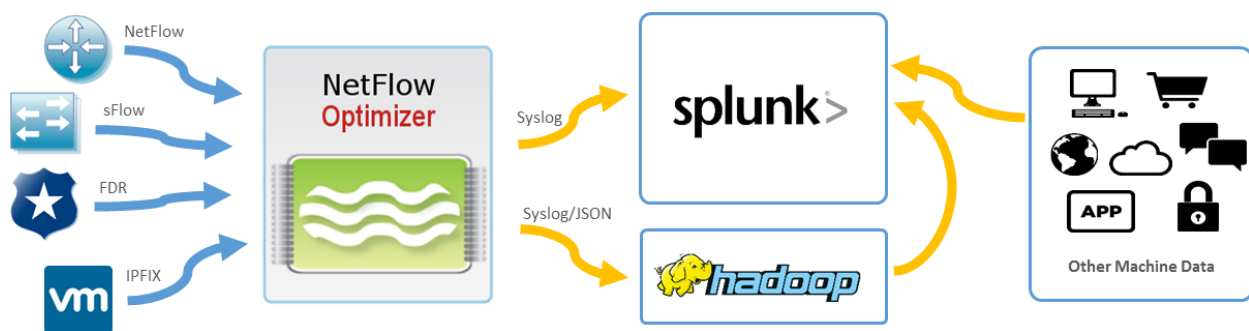 NetFlow
sFlow
FDR
vm
IPFIX
NetFlow
Optimizer
Syslog
Syslog/JSON
splunk>
hadoop
APP
Other Machine Data